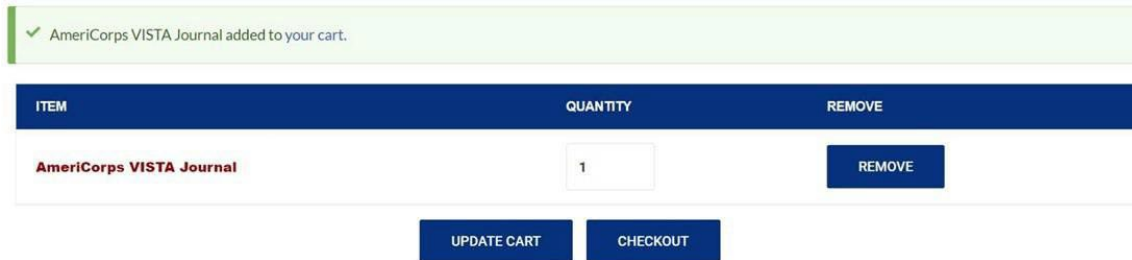 AmeriCorps VISTA Journal added to your cart.
ITEM QUANTITY REMOVE
AmeriCorps VISTA Journal 1 REMOVE
UPDATE CART CHECKOUT